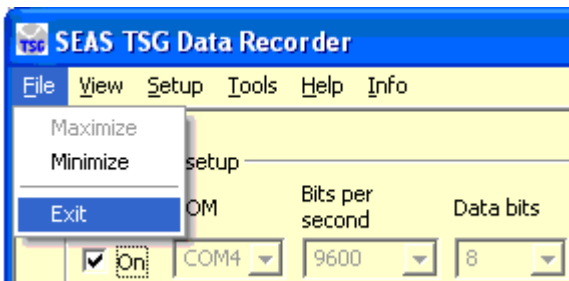 TSG SEAS TSG Data Recorder
File View Setup Tools Help Info
Maximize
Minimize
setup
Exit
OM
Bits per
second
Data bits
On COM4 9600 8